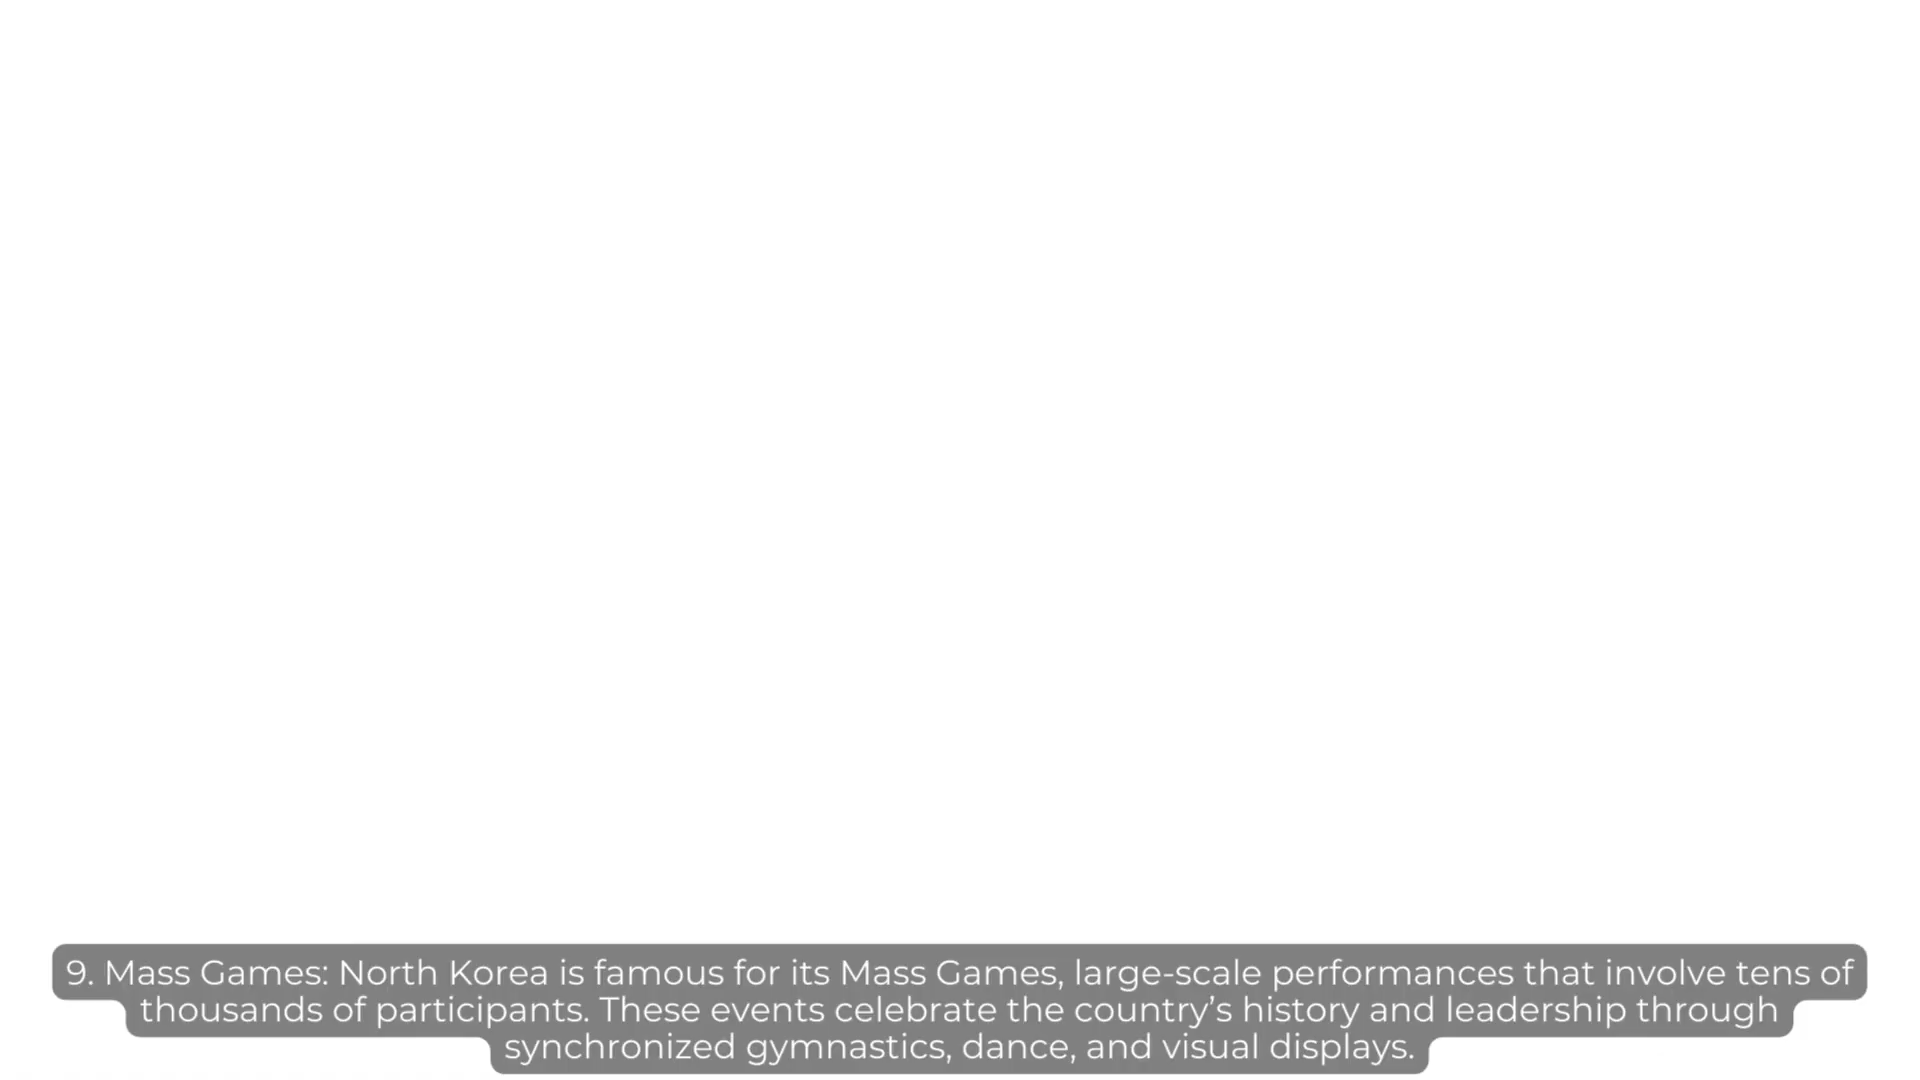 9. Mass Games: North Korea is famous for its Mass Games, large-scale performances that involve tens of
thousands of participants. These events celebrate the country’s history and leadership through
synchronized gymnastics, dance, and visual displays.